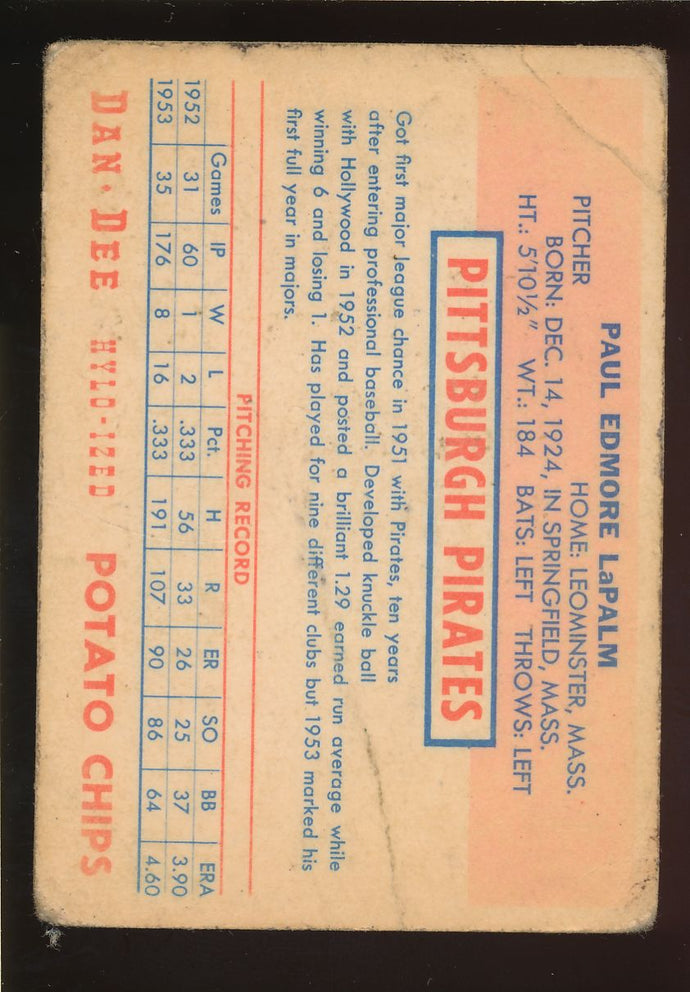 PAUL EDMORE LaPALM
PITCHER HOME: LEOMINSTER, MASS.
BORN: DEC. 14, 1924, IN SPRINGFIELD, MASS.
HT.: 5'10½" WT.: 184 BATS: LEFT THROWS: LEFT
PITTSBURGH PIRATES
Got first major league chance in 1951 with Pirates, ten years
after entering professional baseball. Developed knuckle ball
with Hollywood in 1952 and posted a brilliant 1.29 earned run average while
winning 6 and losing 1. Has played for nine different clubs but 1953 marked his
first full year in majors.
PITCHING RECORD
Games IP W L Pct. H R ER SO BB ERA
1952 31 60 1 2 .333 56 33 26 25 37 3.90
1953 35 176 8 16 .333 191 107 90 86 64 4.60
DAN·DEE HYLD-IZED POTATO CHIPS